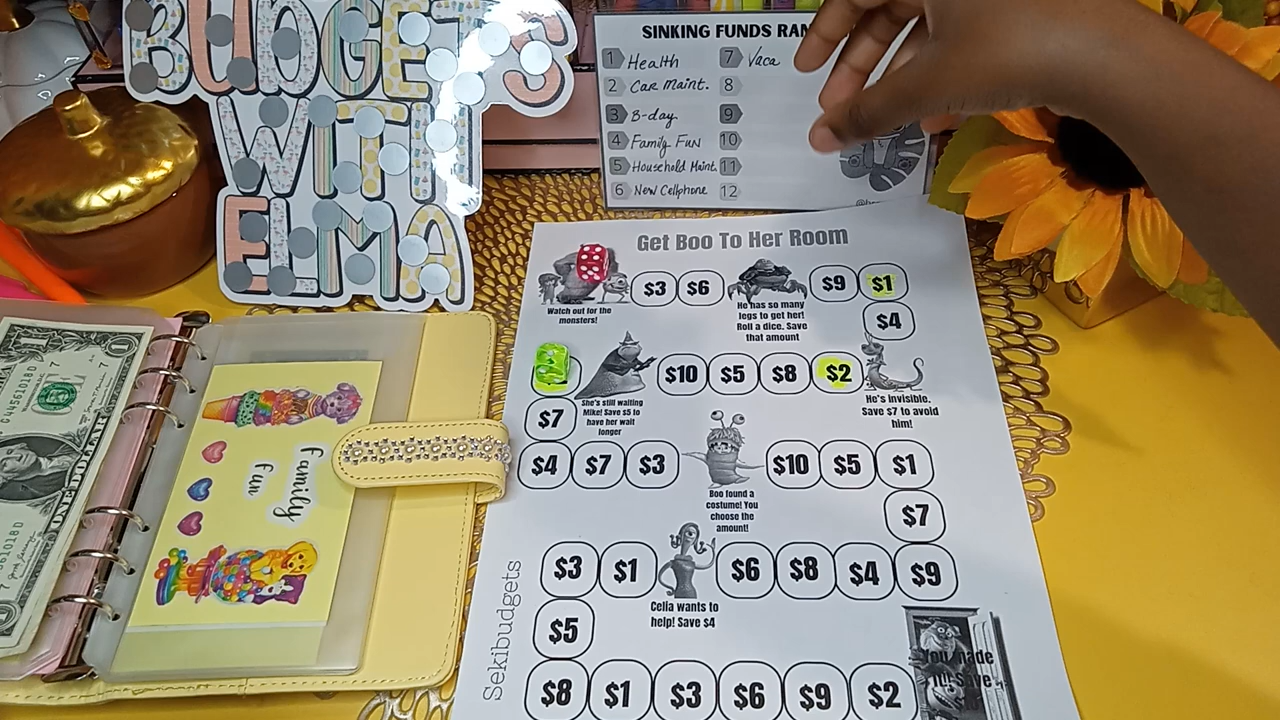 BUDGETS
WITH
ELMA
SINKING FUNDS RAN
1 Health
2 Car Maint.
3 B-day
4 Family Fun
5 Household Maint.
6 New Cellphone
7 Vaca
8
9
10
11
12
Get Boo To Her Room
Watch out for the
monsters!
$3 $6
He has so many
legs to get her!
Roll a dice. Save
that amount
$9 $1
$4
She's still waiting
Mike! Save $5 to
have her wait
longer
$10 $5 $8 $2
He's invisible.
Save $7 to avoid
him!
$7
$4 $7 $3
Boo found a
costume! You
choose the
amount!
$10 $5 $1
$7
$3 $1
Celia wants to
help! Save $4
$6 $8 $4 $9
$5
$8 $1 $3 $6 $9 $2
You made
it! Save
Sekibudgets
Family
Fun
ONE DOLLAR